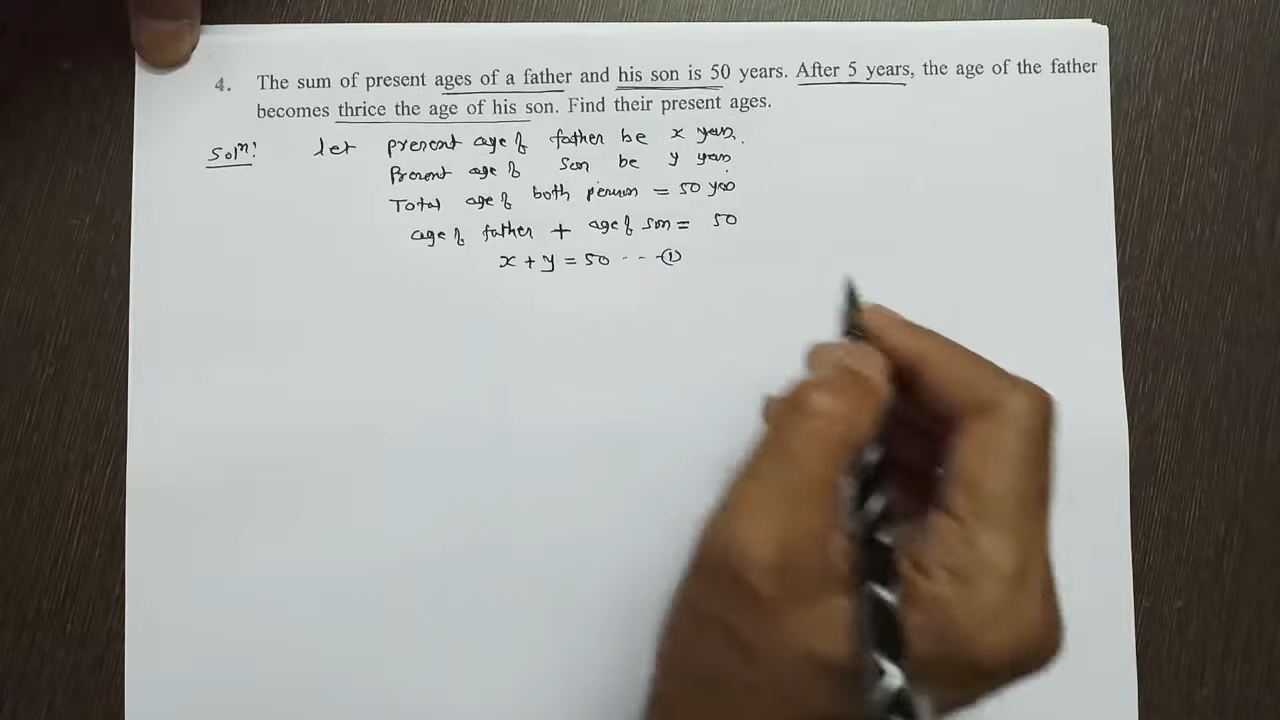 4. The sum of present ages of a father and his son is 50 years. After 5 years, the age of the father
becomes thrice the age of his son. Find their present ages.
Solⁿ: let present age of father be x years.
Present age of son be y years
Total age of both person = 50 years
age of father + age of son = 50
x + y = 50 --- ①